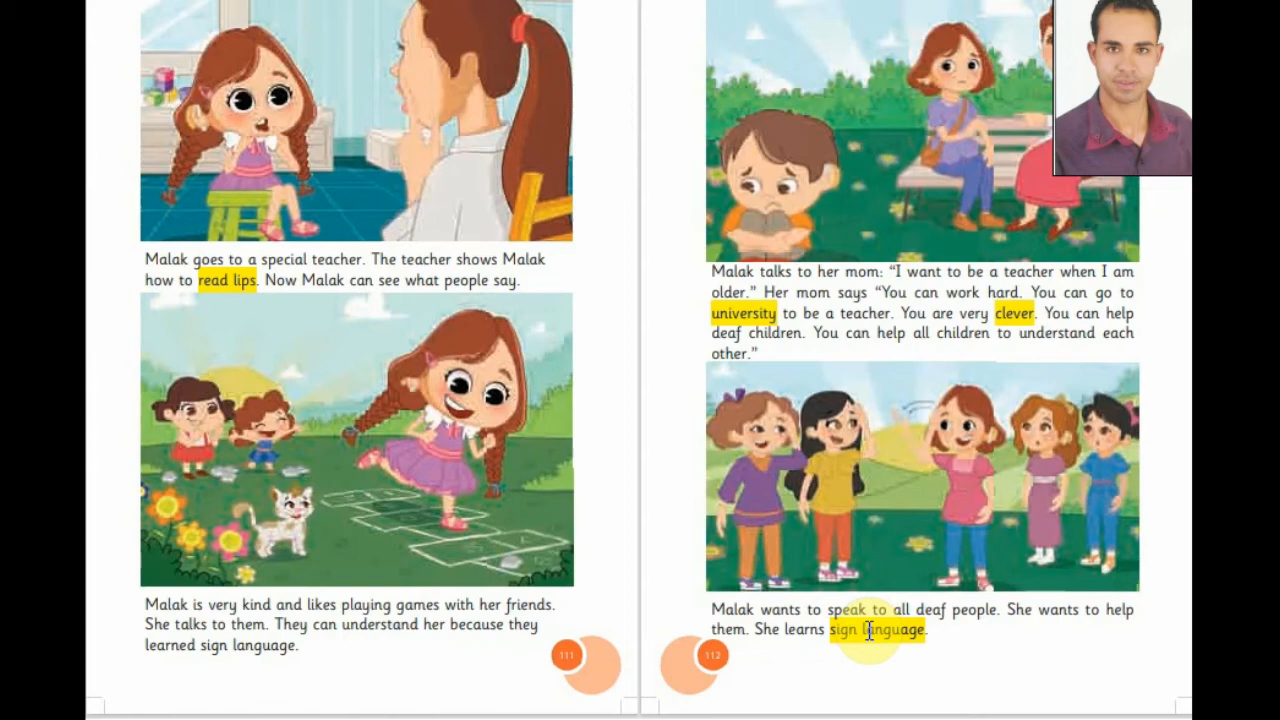 Malak goes to a special teacher. The teacher shows Malak
how to read lips. Now Malak can see what people say.
Malak is very kind and likes playing games with her friends.
She talks to them. They can understand her because they
learned sign language.
111
Malak talks to her mom: “I want to be a teacher when I am
older.” Her mom says “You can work hard. You can go to
university to be a teacher. You are very clever. You can help
deaf children. You can help all children to understand each
other.”
Malak wants to speak to all deaf people. She wants to help
them. She learns sign language.
112